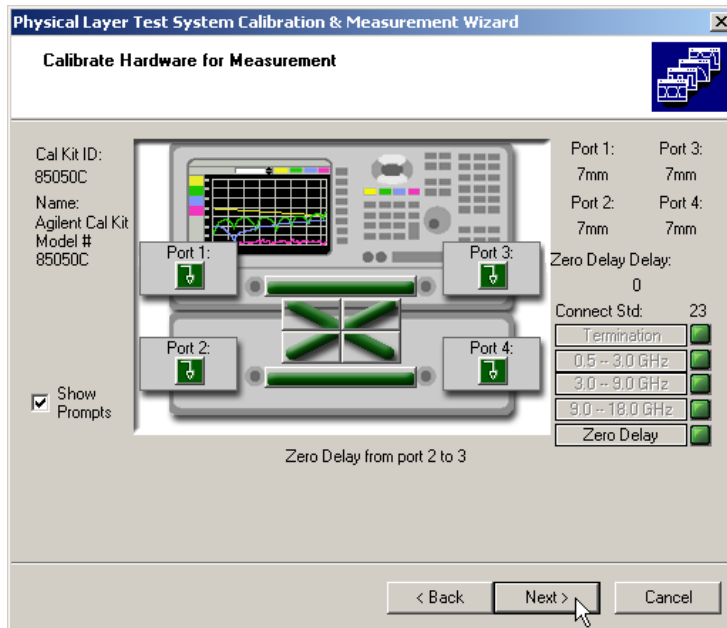 Physical Layer Test System Calibration & Measurement Wizard
Calibrate Hardware for Measurement
Cal Kit ID:
85050C
Name:
Agilent Cal Kit
Model #
85050C
Show
Prompts
Port 1:
Port 3:
Port 2:
Port 4:
Zero Delay from port 2 to 3
Port 1: Port 3:
7mm 7mm
Port 2: Port 4:
7mm 7mm
Zero Delay Delay:
0
Connect Std: 23
Termination
0.5 -- 3.0 GHz
3.0 -- 9.0 GHz
9.0 -- 18.0 GHz
Zero Delay
< Back
Next >
Cancel